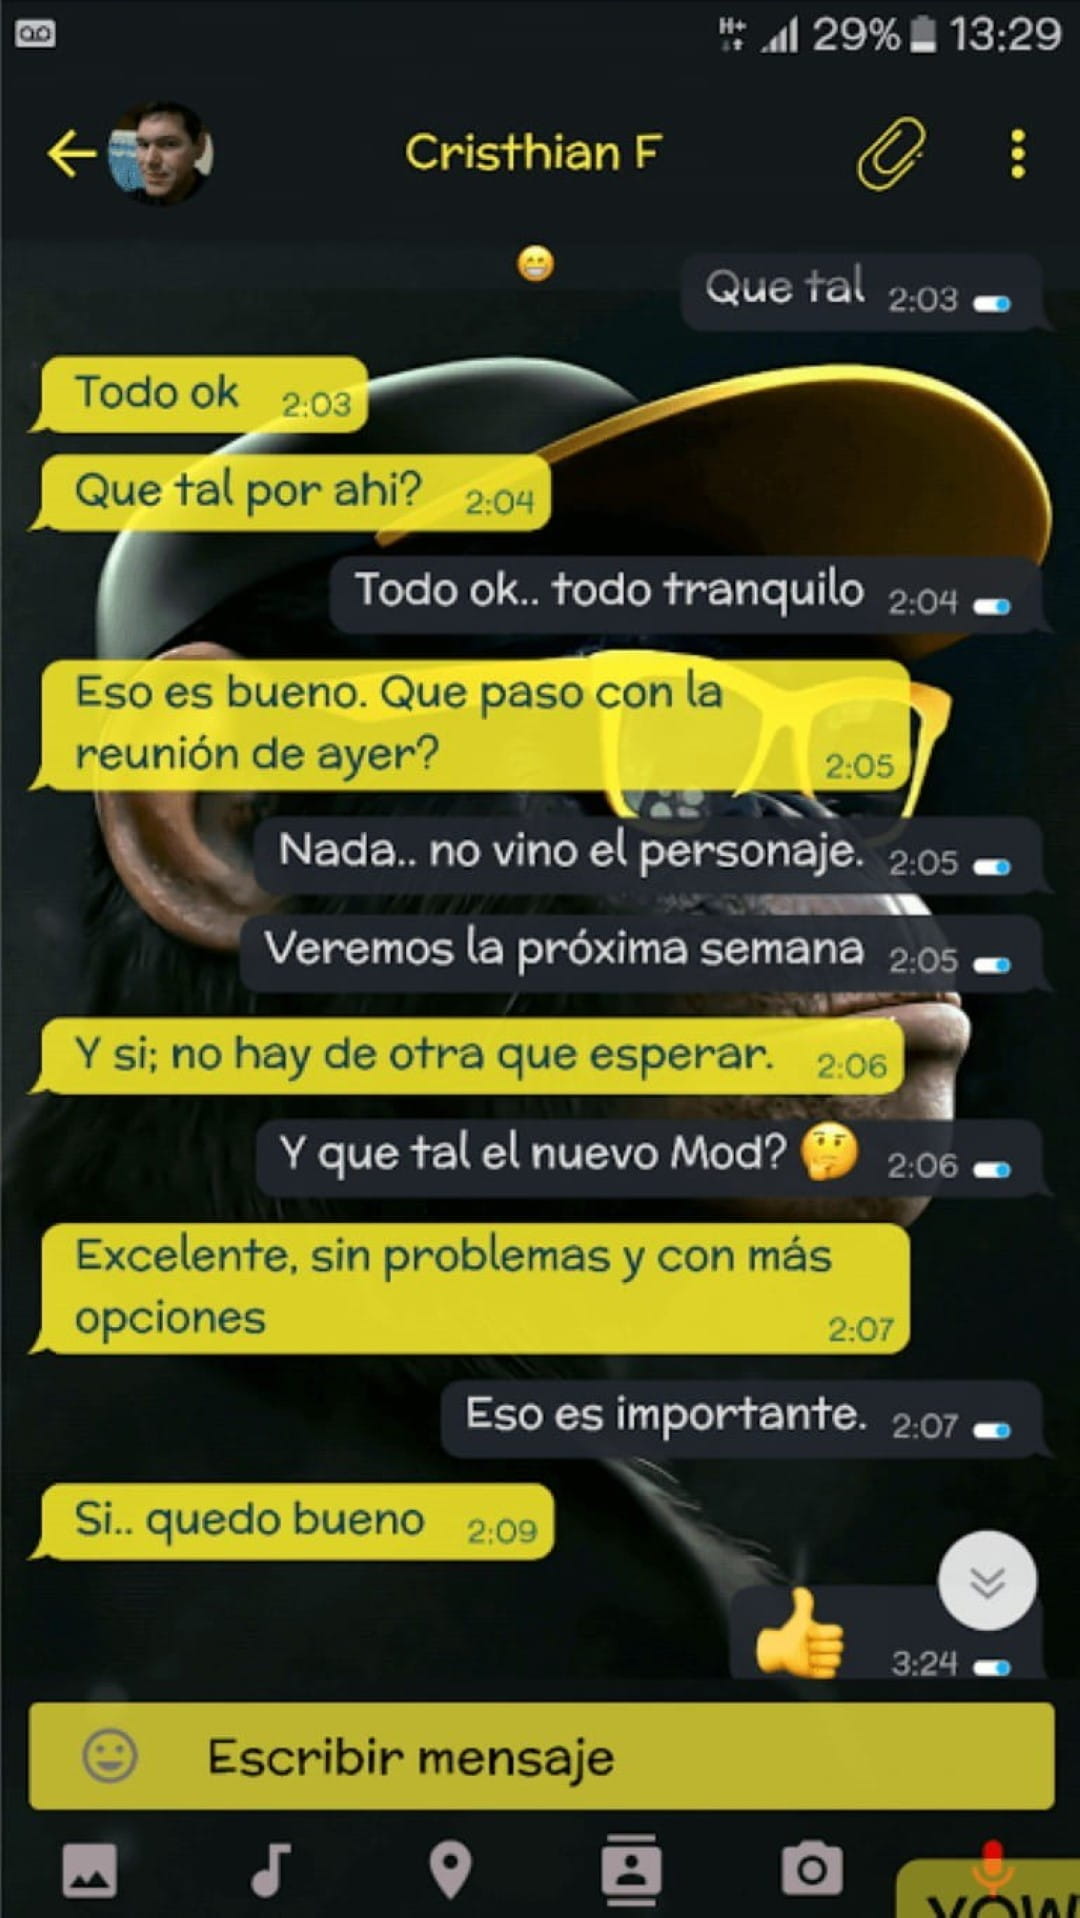 H+ 29% 13:29
Cristhian F
Que tal 2:03
Todo ok 2:03
Que tal por ahi? 2:04
Todo ok.. todo tranquilo 2:04
Eso es bueno. Que paso con la
reunión de ayer? 2:05
Nada.. no vino el personaje. 2:05
Veremos la próxima semana 2:05
Y si; no hay de otra que esperar. 2:06
Y que tal el nuevo Mod? 🤔 2:06
Excelente, sin problemas y con más
opciones 2:07
Eso es importante. 2:07
Si.. quedo bueno 2:09
👍 3:24
Escribir mensaje